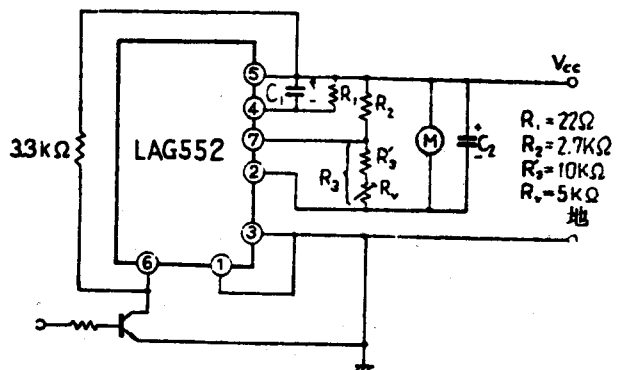 ⑤
④
⑦
②
③
⑥
①
3.3KΩ
LAG552
C₁
+
-
R₁
R₂
R₃
R'₃
Rᵥ
M
+
C₂
-
Vcc
R₁=22Ω
R₂=2.7KΩ
R'₃=10KΩ
Rᵥ=5KΩ
地